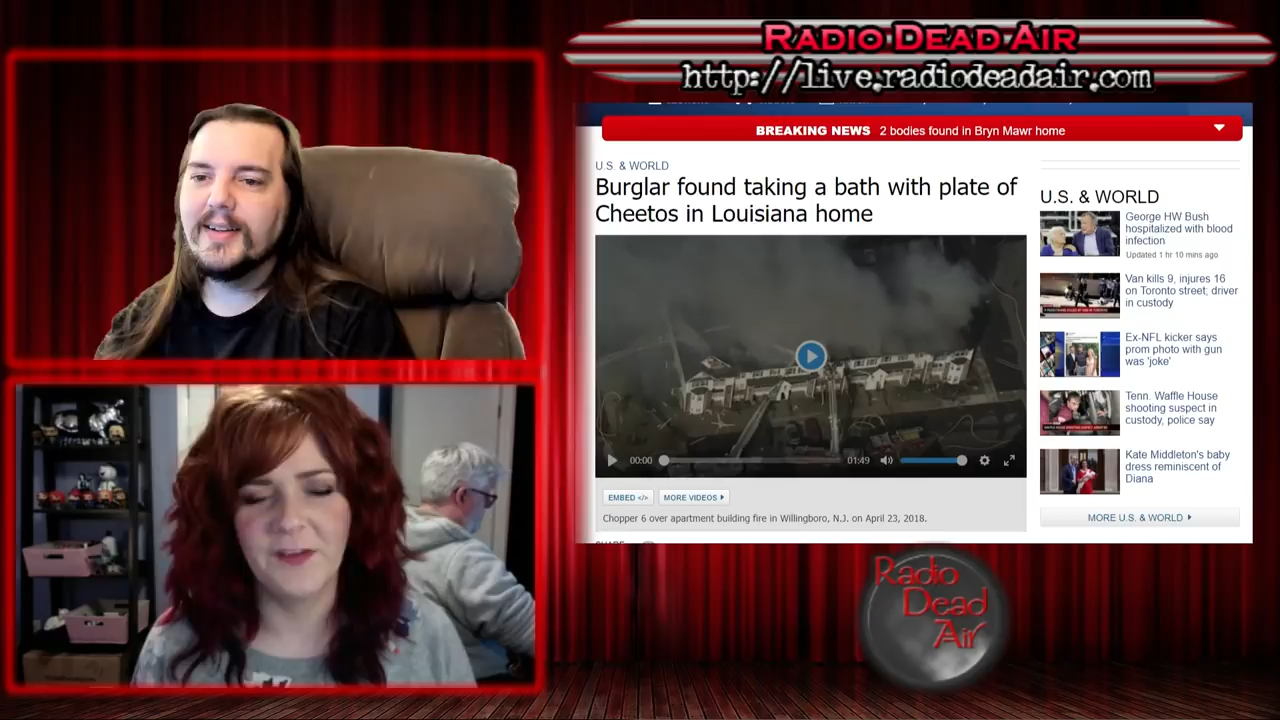 Radio Dead Air
http://live.radiodeadair.com
BREAKING NEWS 2 bodies found in Bryn Mawr home
U.S. & WORLD
Burglar found taking a bath with plate of
Cheetos in Louisiana home
00:00
01:49
EMBED </>
MORE VIDEOS
Chopper 6 over apartment building fire in Willingboro, N.J. on April 23, 2018.
U.S. & WORLD
George HW Bush
hospitalized with blood
infection
Updated 1 hr 10 mins ago
Van kills 9, injures 16
on Toronto street; driver
in custody
Ex-NFL kicker says
prom photo with gun
was 'joke'
Tenn. Waffle House
shooting suspect in
custody, police say
Kate Middleton's baby
dress reminiscent of
Diana
MORE U.S. & WORLD
Radio
Dead
Air